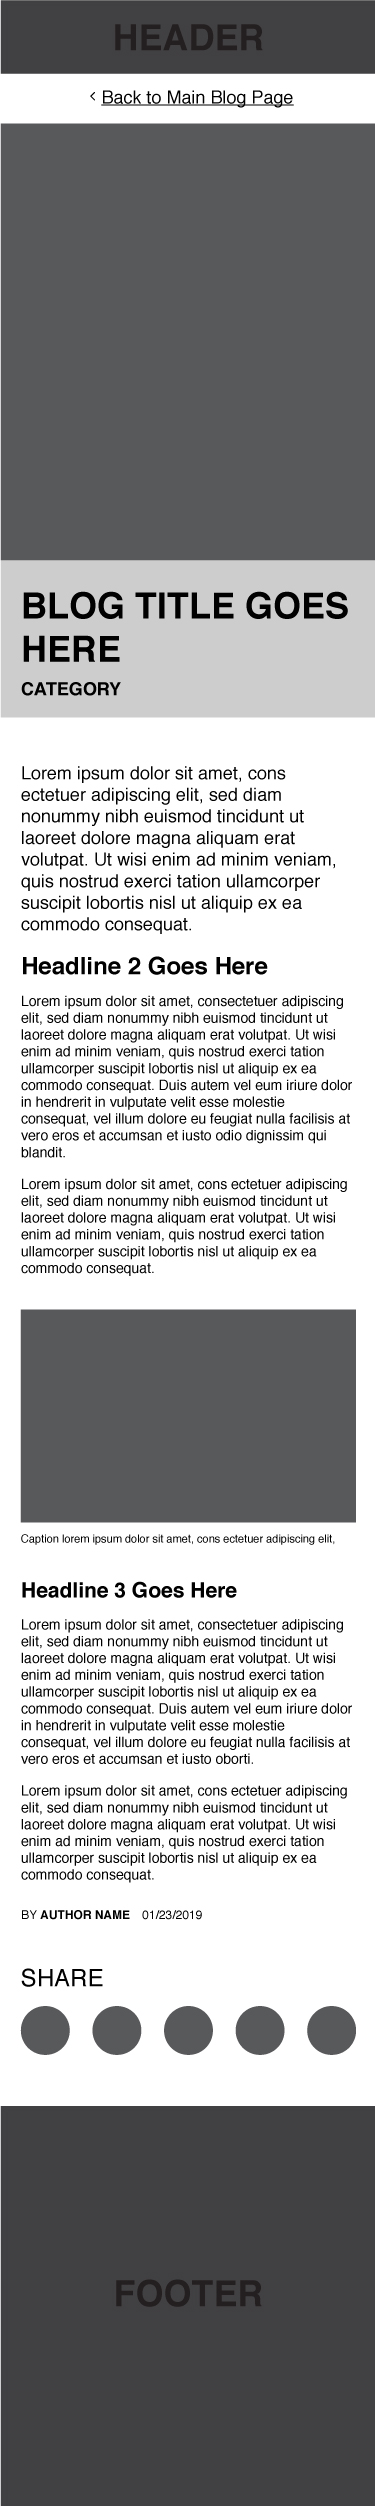 HEADER
< Back to Main Blog Page
BLOG TITLE GOES
HERE
CATEGORY
Lorem ipsum dolor sit amet, cons
ectetuer adipiscing elit, sed diam
nonummy nibh euismod tincidunt ut
laoreet dolore magna aliquam erat
volutpat. Ut wisi enim ad minim veniam,
quis nostrud exerci tation ullamcorper
suscipit lobortis nisl ut aliquip ex ea
commodo consequat.
Headline 2 Goes Here
Lorem ipsum dolor sit amet, consectetuer adipiscing
elit, sed diam nonummy nibh euismod tincidunt ut
laoreet dolore magna aliquam erat volutpat. Ut wisi
enim ad minim veniam, quis nostrud exerci tation
ullamcorper suscipit lobortis nisl ut aliquip ex ea
commodo consequat. Duis autem vel eum iriure dolor
in hendrerit in vulputate velit esse molestie
consequat, vel illum dolore eu feugiat nulla facilisis at
vero eros et accumsan et iusto odio dignissim qui
blandit.
Lorem ipsum dolor sit amet, cons ectetuer adipiscing
elit, sed diam nonummy nibh euismod tincidunt ut
laoreet dolore magna aliquam erat volutpat. Ut wisi
enim ad minim veniam, quis nostrud exerci tation
ullamcorper suscipit lobortis nisl ut aliquip ex ea
commodo consequat.
Caption lorem ipsum dolor sit amet, cons ectetuer adipiscing elit,
Headline 3 Goes Here
Lorem ipsum dolor sit amet, consectetuer adipiscing
elit, sed diam nonummy nibh euismod tincidunt ut
laoreet dolore magna aliquam erat volutpat. Ut wisi
enim ad minim veniam, quis nostrud exerci tation
ullamcorper suscipit lobortis nisl ut aliquip ex ea
commodo consequat. Duis autem vel eum iriure dolor
in hendrerit in vulputate velit esse molestie
consequat, vel illum dolore eu feugiat nulla facilisis at
vero eros et accumsan et iusto oborti.
Lorem ipsum dolor sit amet, cons ectetuer adipiscing
elit, sed diam nonummy nibh euismod tincidunt ut
laoreet dolore magna aliquam erat volutpat. Ut wisi
enim ad minim veniam, quis nostrud exerci tation
ullamcorper suscipit lobortis nisl ut aliquip ex ea
commodo consequat.
BY AUTHOR NAME 01/23/2019
SHARE
FOOTER